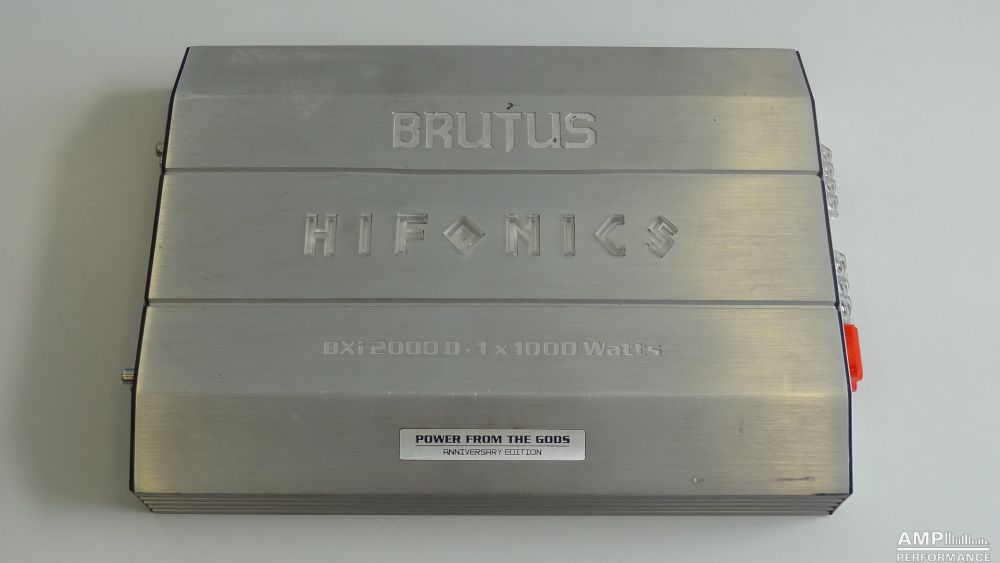 BRUTUS
HIFONICS
BXi 2000 D - 1 x 1000 Watts
POWER FROM THE GODS
ANNIVERSARY EDITION
AMP
PERFORMANCE